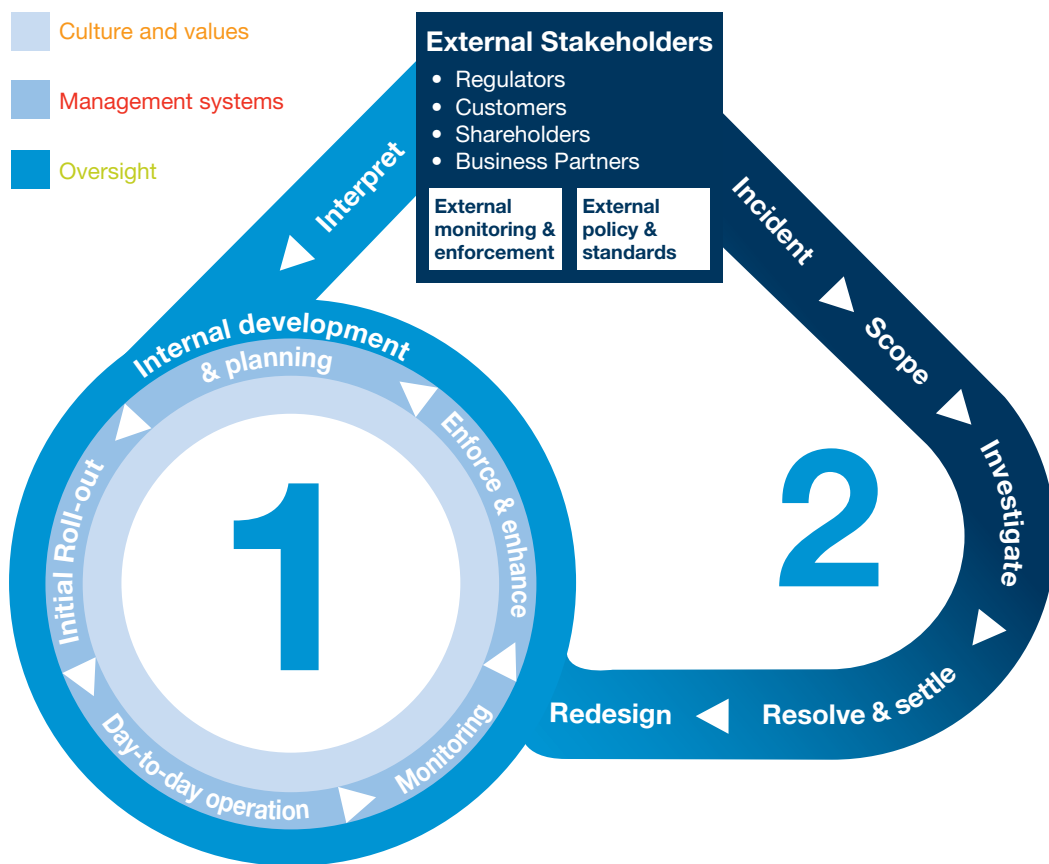 Culture and values
Management systems
Oversight
External Stakeholders
• Regulators
• Customers
• Shareholders
• Business Partners
External
monitoring &
enforcement
External
policy &
standards
Interpret
Internal development
& planning
Initial Roll-out
Day-to-day operation
Monitoring
Enforce & enhance
1
Incident
Scope
Investigate
Resolve & settle
Redesign
2